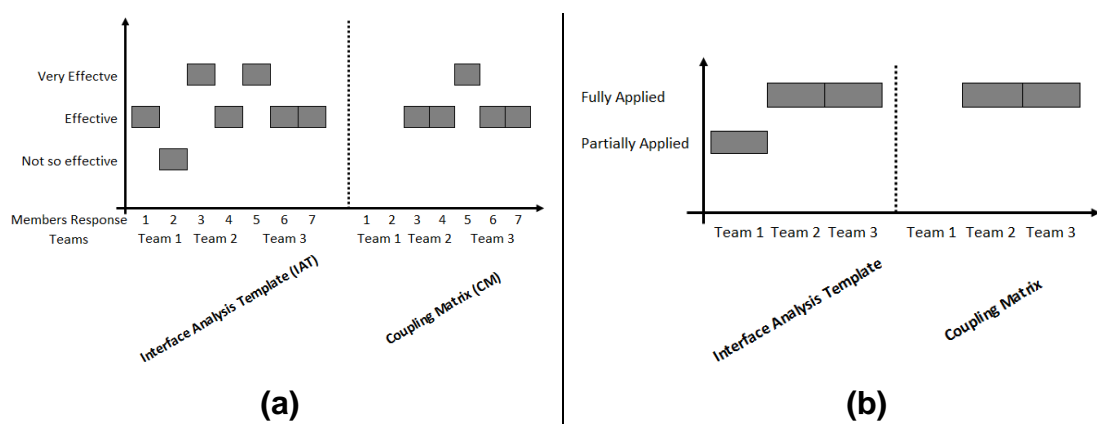 Very Effectve
Effective
Not so effective
Members Response 1 2 3 4 5 6 7 1 2 3 4 5 6 7
Teams Team 1 Team 2 Team 3 Team 1 Team 2 Team 3
Interface Analysis Template (IAT)
Coupling Matrix (CM)
(a)
Fully Applied
Partially Applied
Team 1 Team 2 Team 3 Team 1 Team 2 Team 3
Interface Analysis Template
Coupling Matrix
(b)